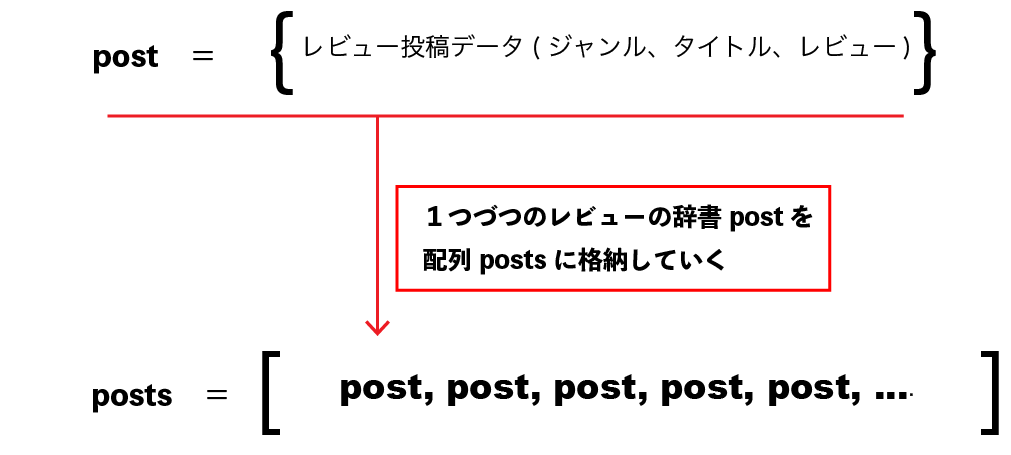 post = { レビュー投稿データ ( ジャンル、タイトル、レビュー ) }
１つづつのレビューの辞書 post を
配列 posts に格納していく
posts = [ post, post, post, post, post, .... ]